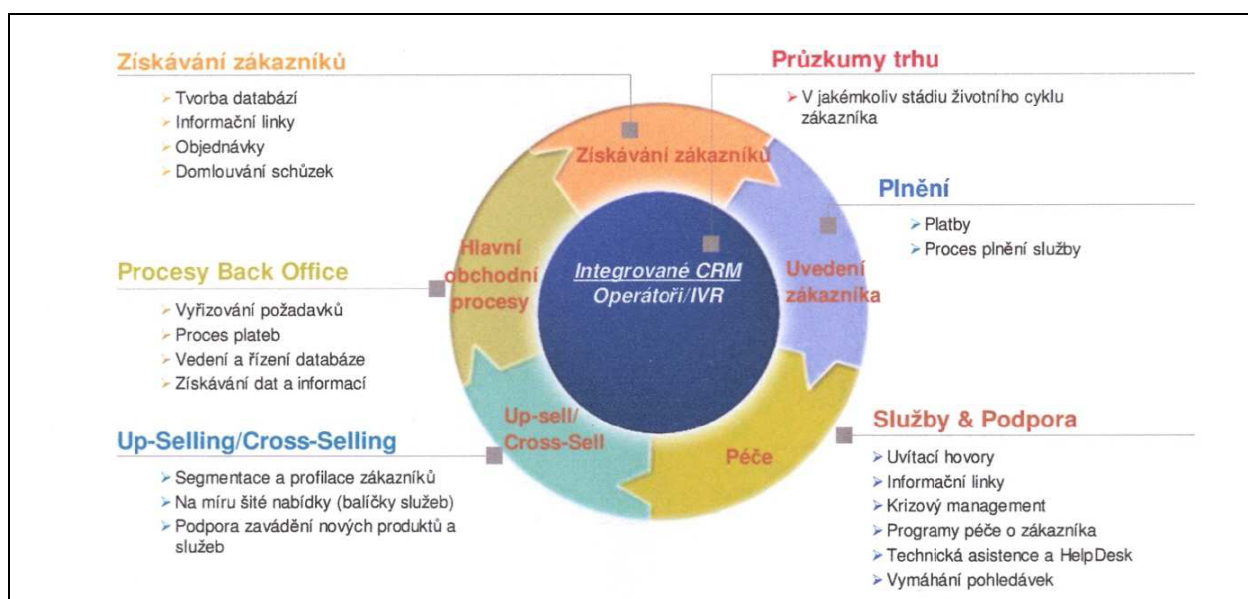 Získávání zákazníků
Tvorba databází
Informační linky
Objednávky
Domlouvání schůzek
Procesy Back Office
Vyřizování požadavků
Proces plateb
Vedení a řízení databáze
Získávání dat a informací
Up-Selling/Cross-Selling
Segmentace a profilace zákazníků
Na míru šité nabídky (balíčky služeb)
Podpora zavádění nových produktů a
služeb
Získávání zákazníků
Hlavní
obchodní
procesy
Integrované CRM
Operátoři/IVR
Uvedení
zákazníka
Up-sell/
Cross-Sell
Péče
Průzkumy trhu
V jakémkoliv stádiu životního cyklu
zákazníka
Plnění
Platby
Proces plnění služby
Služby & Podpora
Uvítací hovory
Informační linky
Krizový management
Programy péče o zákazníka
Technická asistence a HelpDesk
Vymáhání pohledávek